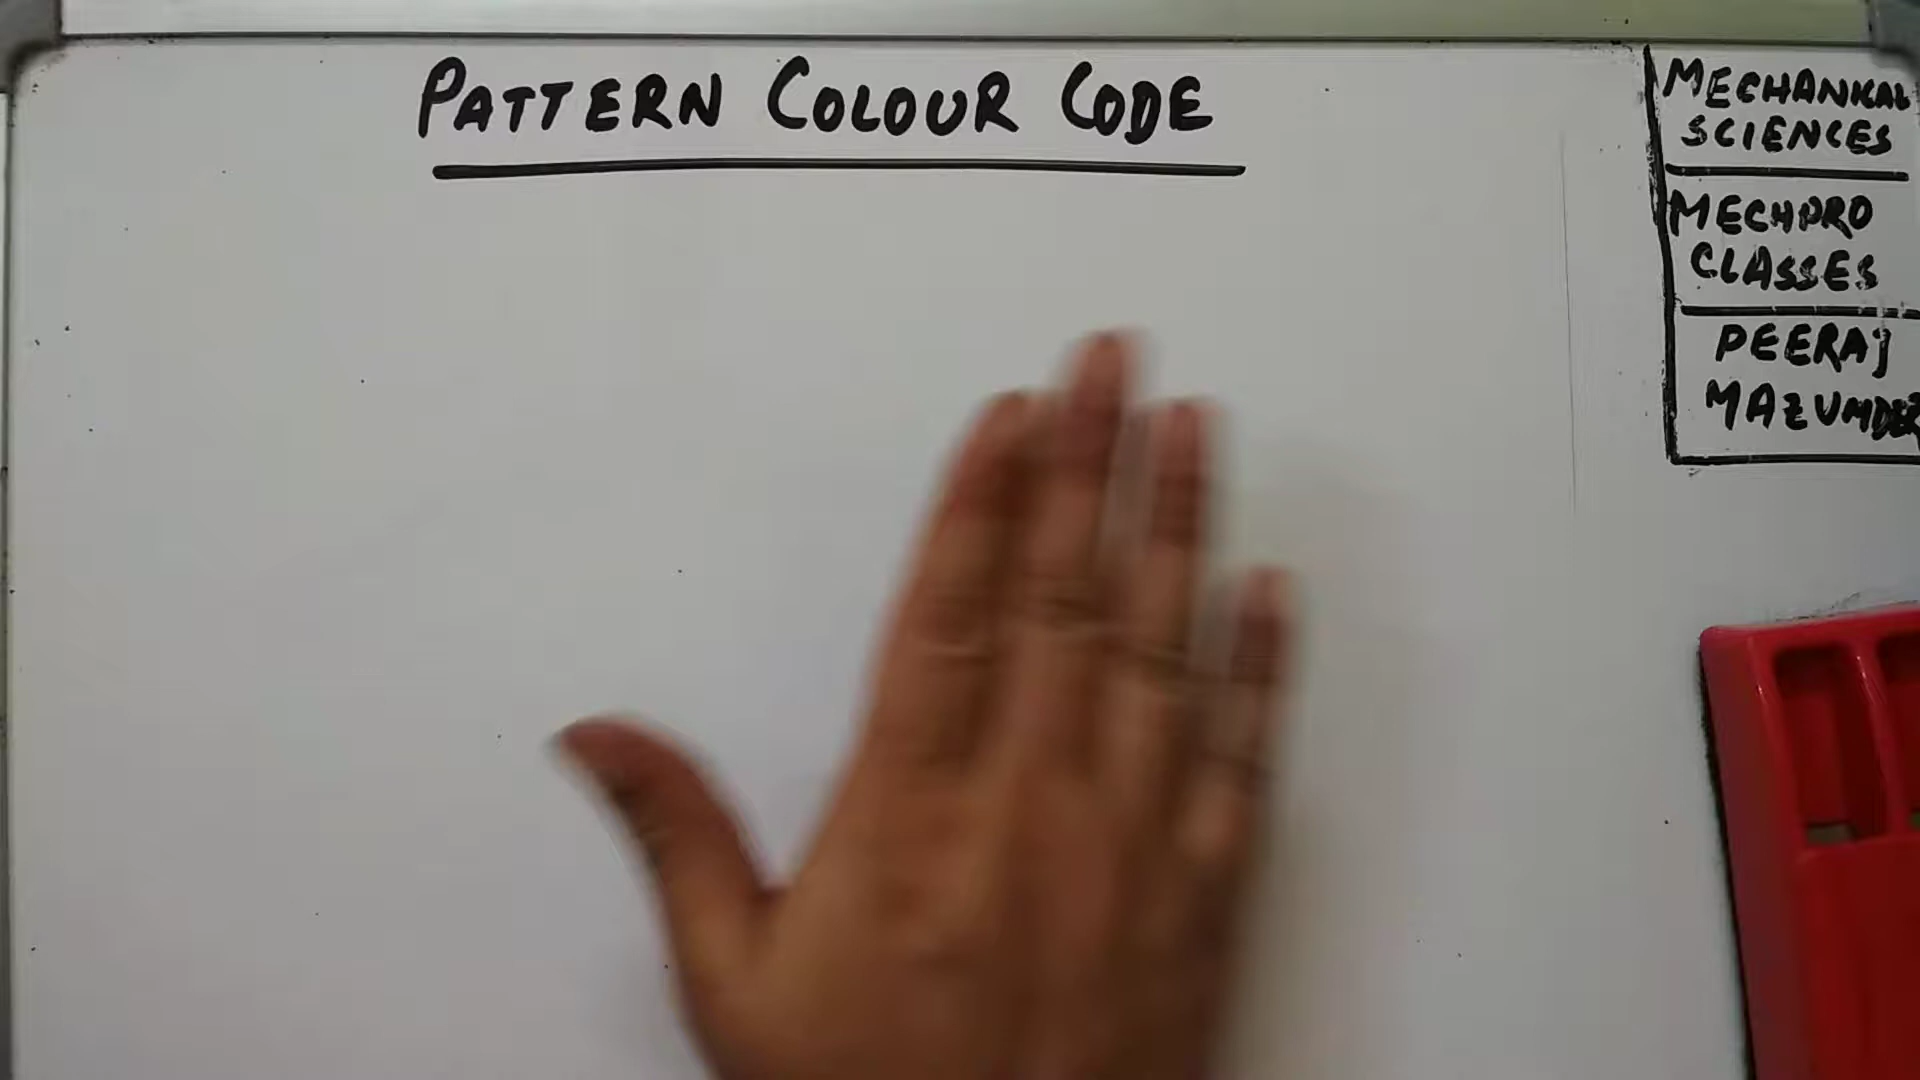 PATTERN COLOUR CODE
MECHANICAL
SCIENCES
MECHPRO
CLASSES
PEERAJ
MAZUMDER